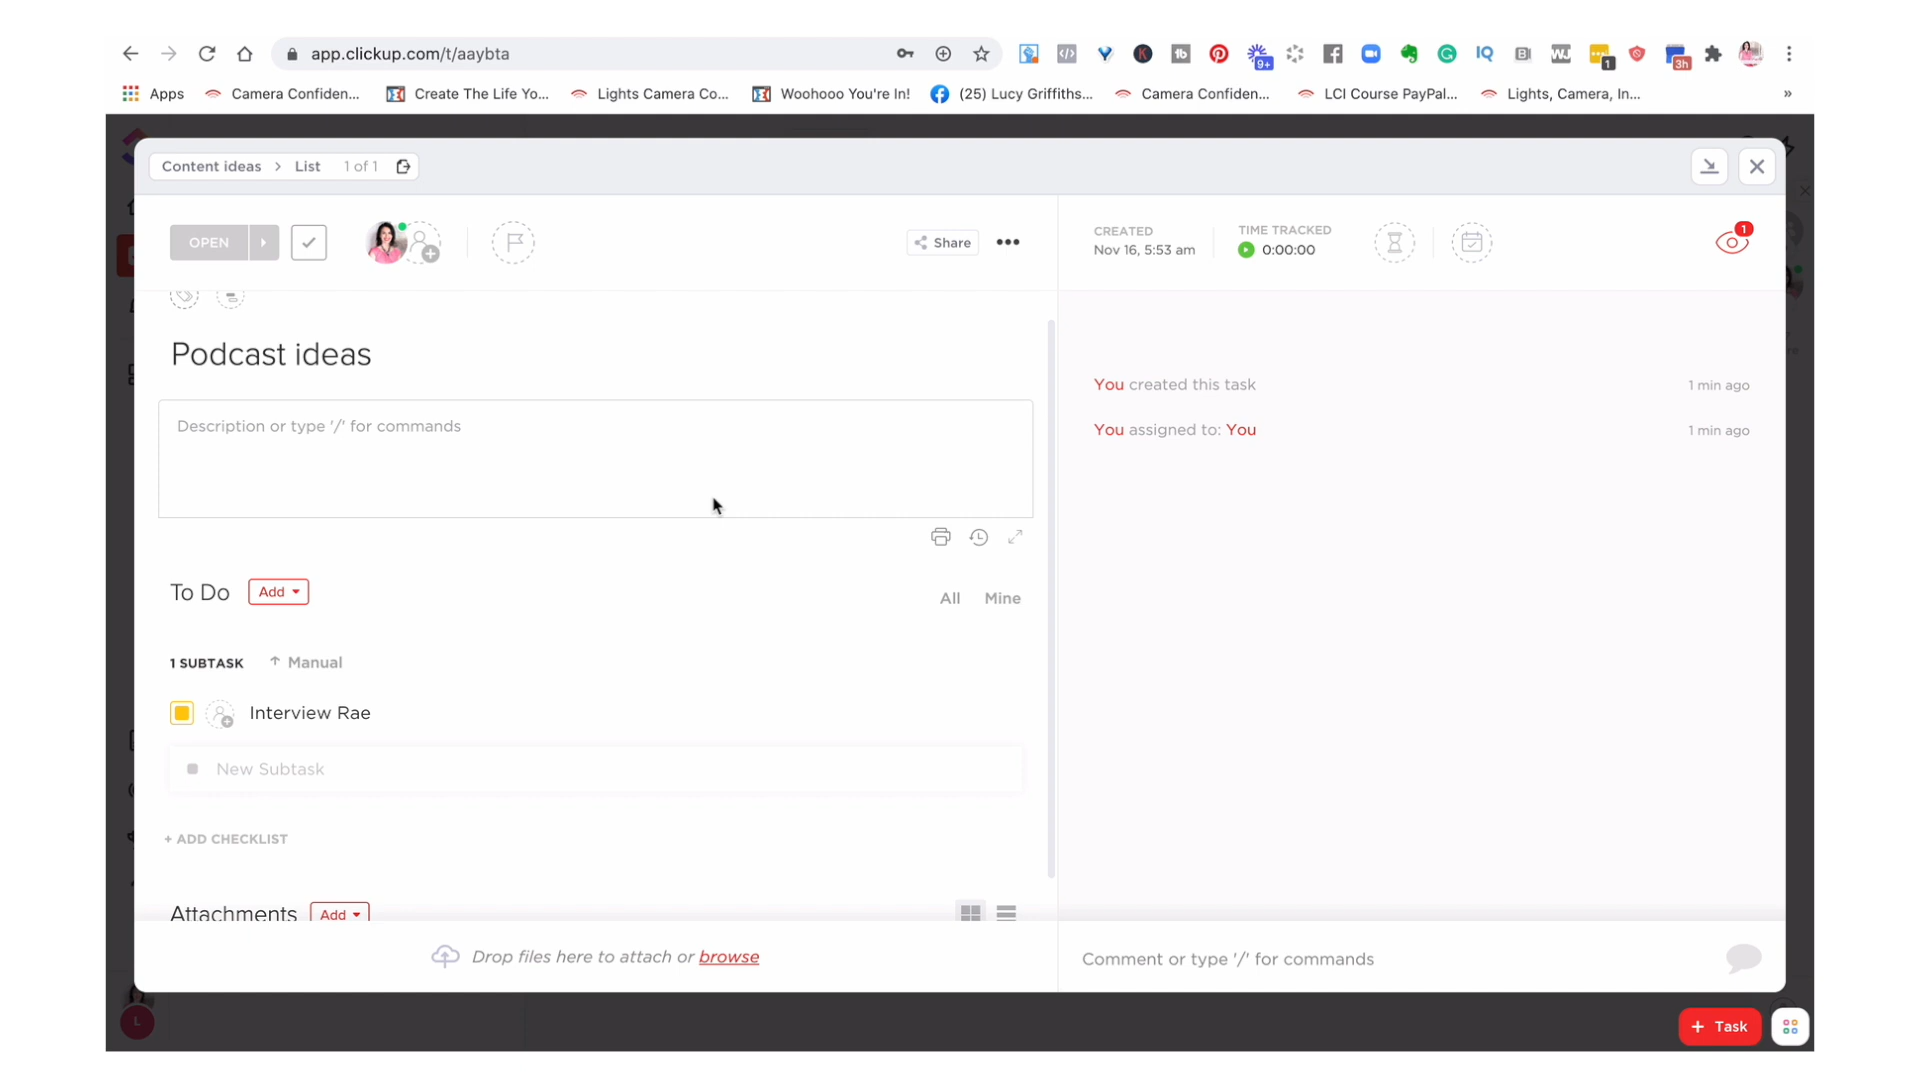 app.clickup.com/t/aaybta
9+
1
3h
Apps
Camera Confiden...
Create The Life Yo...
Lights Camera Co...
Woohooo You're In!
(25) Lucy Griffiths...
Camera Confiden...
LCI Course PayPal...
Lights, Camera, In...
»
Content ideas > List 1 of 1
OPEN
Share
CREATED
Nov 16, 5:53 am
TIME TRACKED
0:00:00
1
Podcast ideas
Description or type '/' for commands
You created this task
1 min ago
You assigned to: You
1 min ago
To Do
Add
All
Mine
1 SUBTASK
Manual
Interview Rae
New Subtask
+ ADD CHECKLIST
Attachments
Add
Drop files here to attach or browse
Comment or type '/' for commands
L
+ Task